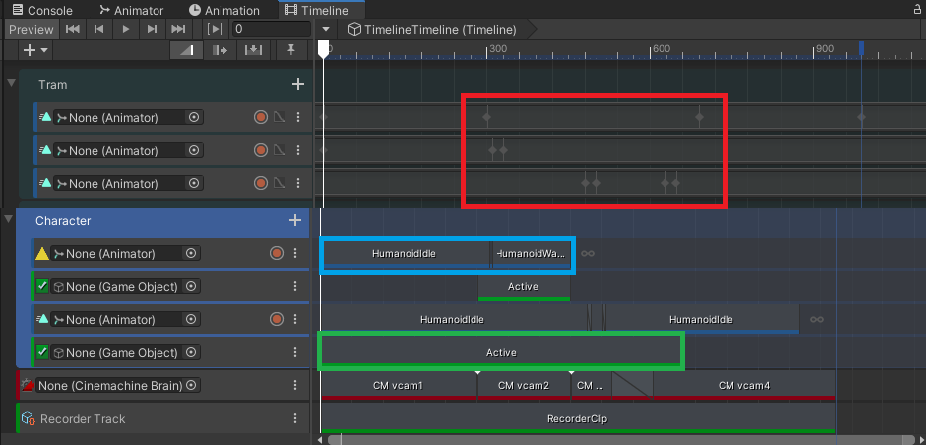 Console Animator Animation Timeline
Preview 0 TimelineTimeline (Timeline)
300 600 900
Tram
None (Animator)
None (Animator)
None (Animator)
Character
None (Animator) HumanoidIdle HumanoidWa...
None (Game Object) Active
None (Animator) HumanoidIdle HumanoidIdle
None (Game Object) Active
None (Cinemachine Brain) CM vcam1 CM vcam2 CM ... CM vcam4
Recorder Track RecorderClip